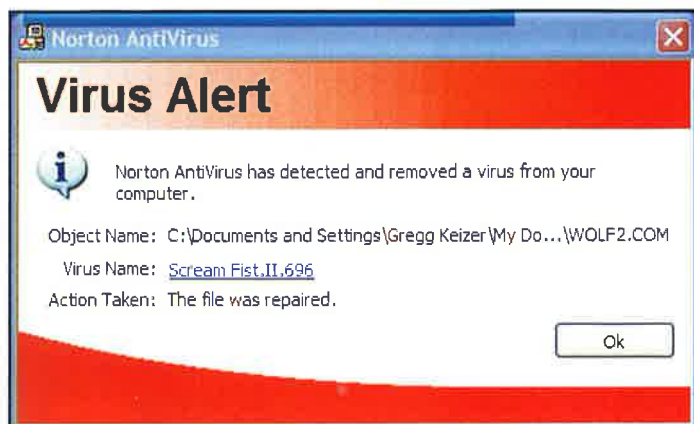 Norton AntiVirus
Virus Alert
Norton AntiVirus has detected and removed a virus from your
computer.
Object Name: C:\Documents and Settings\Gregg Keizer\My Do...\WOLF2.COM
Virus Name: Scream Fist.II.696
Action Taken: The file was repaired.
Ok